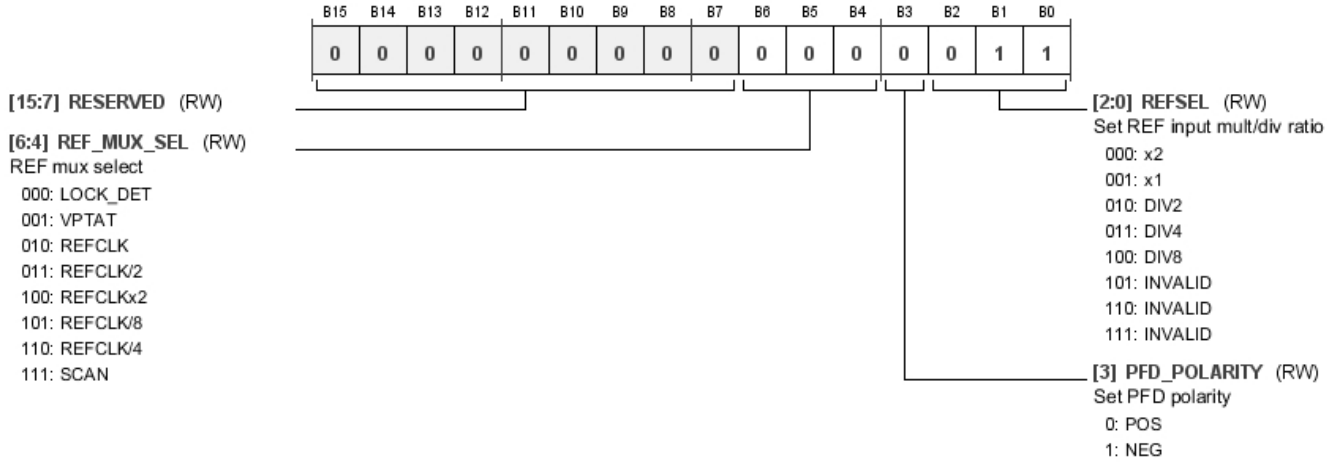 B15 B14 B13 B12 B11 B10 B9 B8 B7 B6 B5 B4 B3 B2 B1 B0
0 0 0 0 0 0 0 0 0 0 0 0 0 0 1 1
[15:7] RESERVED (RW)
[6:4] REF_MUX_SEL (RW)
REF mux select
000: LOCK_DET
001: VPTAT
010: REFCLK
011: REFCLK/2
100: REFCLKx2
101: REFCLK/8
110: REFCLK/4
111: SCAN
[2:0] REFSEL (RW)
Set REF input mult/div ratio
000: x2
001: x1
010: DIV2
011: DIV4
100: DIV8
101: INVALID
110: INVALID
111: INVALID
[3] PFD_POLARITY (RW)
Set PFD polarity
0: POS
1: NEG